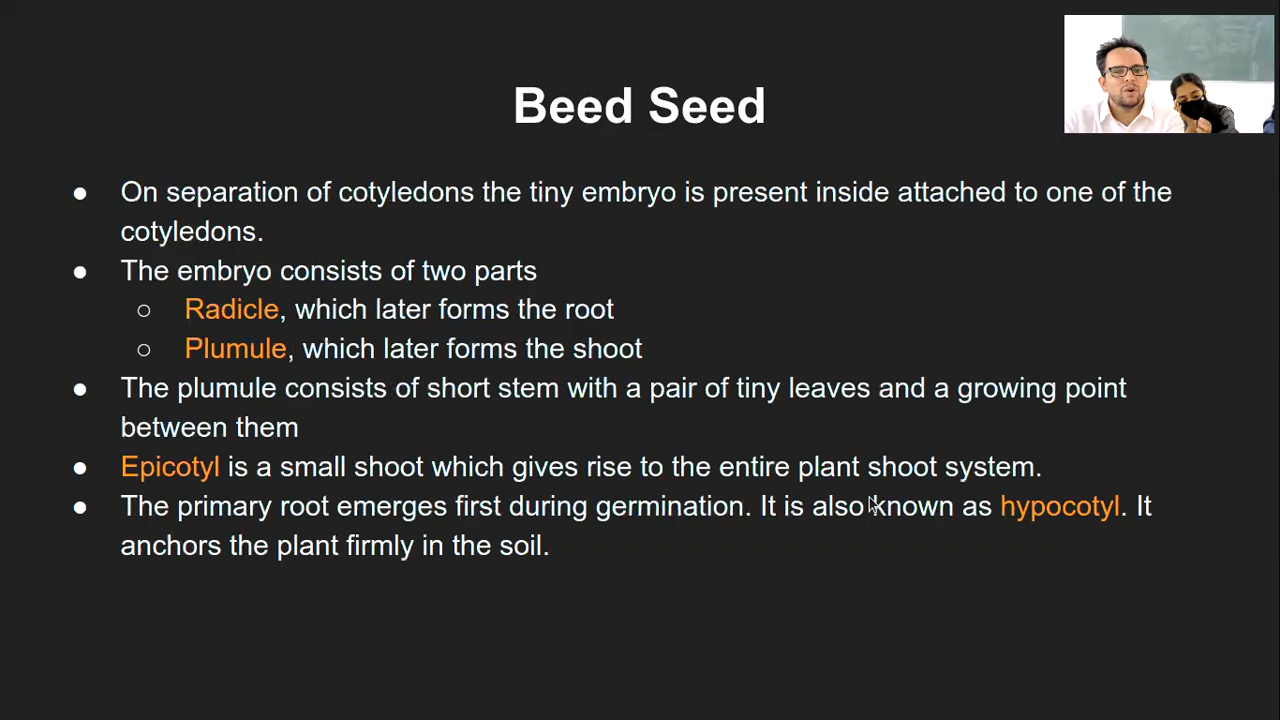 Beed Seed
● On separation of cotyledons the tiny embryo is present inside attached to one of the
cotyledons.
● The embryo consists of two parts
○ Radicle, which later forms the root
○ Plumule, which later forms the shoot
● The plumule consists of short stem with a pair of tiny leaves and a growing point
between them
● Epicotyl is a small shoot which gives rise to the entire plant shoot system.
● The primary root emerges first during germination. It is also known as hypocotyl. It
anchors the plant firmly in the soil.